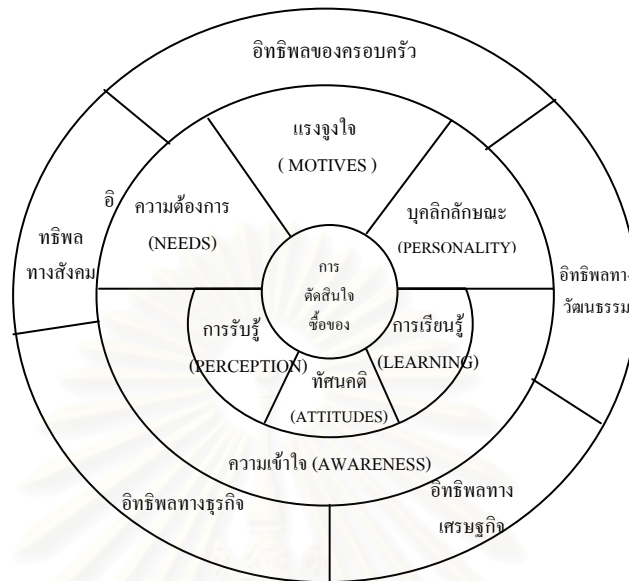 อิทธิพลของครอบครัว
แรงจูงใจ
( MOTIVES )
อิ
ความต้องการ
(NEEDS)
บุคลิกลักษณะ
(PERSONALITY)
ทธิพล
ทางสังคม
การ
ตัดสินใจ
ซื้อของ
อิทธิพลทาง
วัฒนธรรม
การรับรู้
(PERCEPTION)
การเรียนรู้
(LEARNING)
ทัศนคติ
(ATTITUDES)
ความเข้าใจ (AWARENESS)
อิทธิพลทางธุรกิจ
อิทธิพลทาง
เศรษฐกิจ